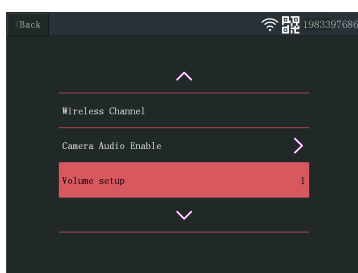 <Back
1983397686
Wireless Channel
Camera Audio Enable
Volume setup 1